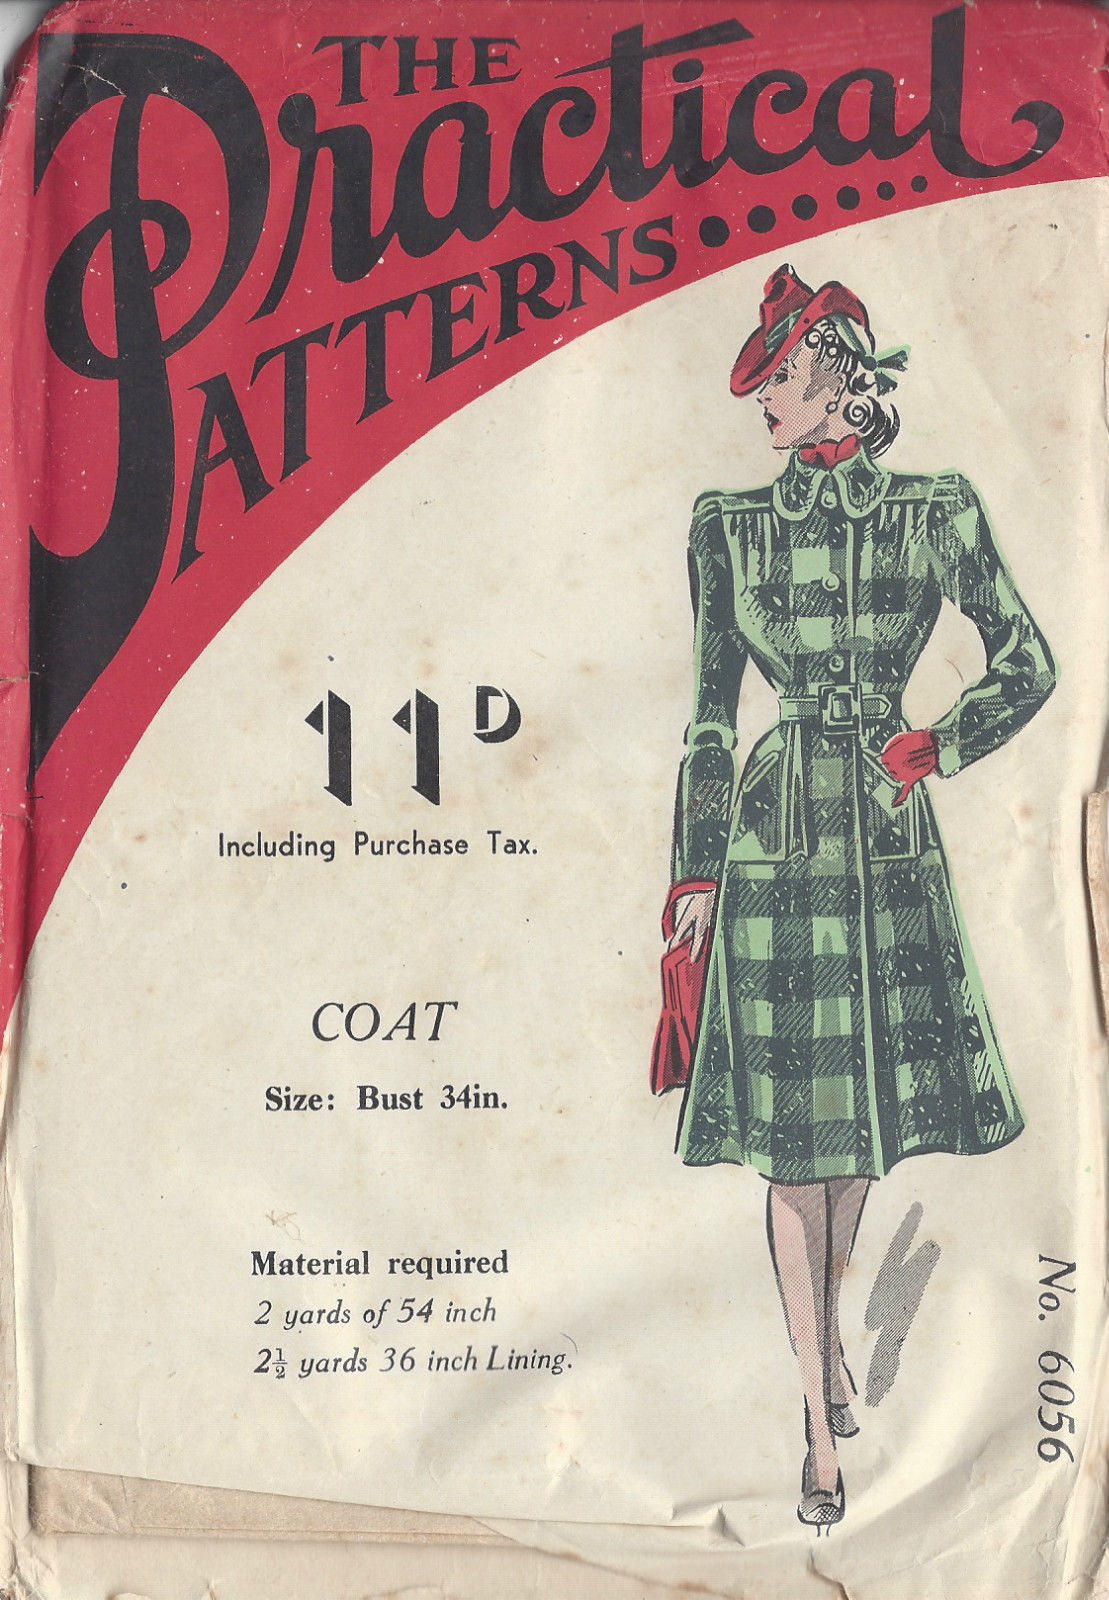 THE
Practical
PATTERNS......
11D
Including Purchase Tax.
COAT
Size: Bust 34in.
Material required
2 yards of 54 inch
2½ yards 36 inch Lining.
No. 6056